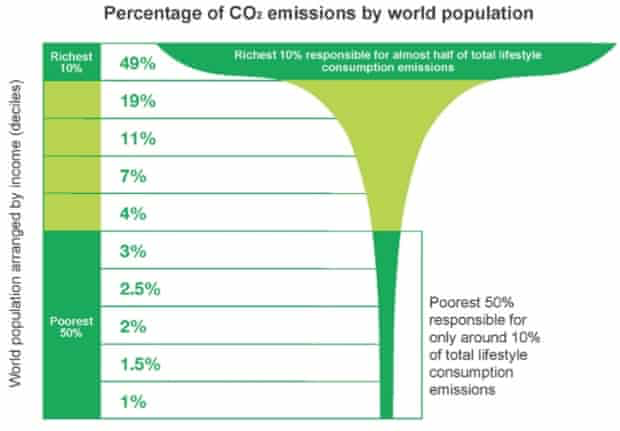 Percentage of CO₂ emissions by world population
World population arranged by income (deciles)
Richest
10%
49%
Richest 10% responsible for almost half of total lifestyle
consumption emissions
19%
11%
7%
4%
3%
2.5%
Poorest
50%
2%
1.5%
1%
Poorest 50%
responsible for
only around 10%
of total lifestyle
consumption
emissions